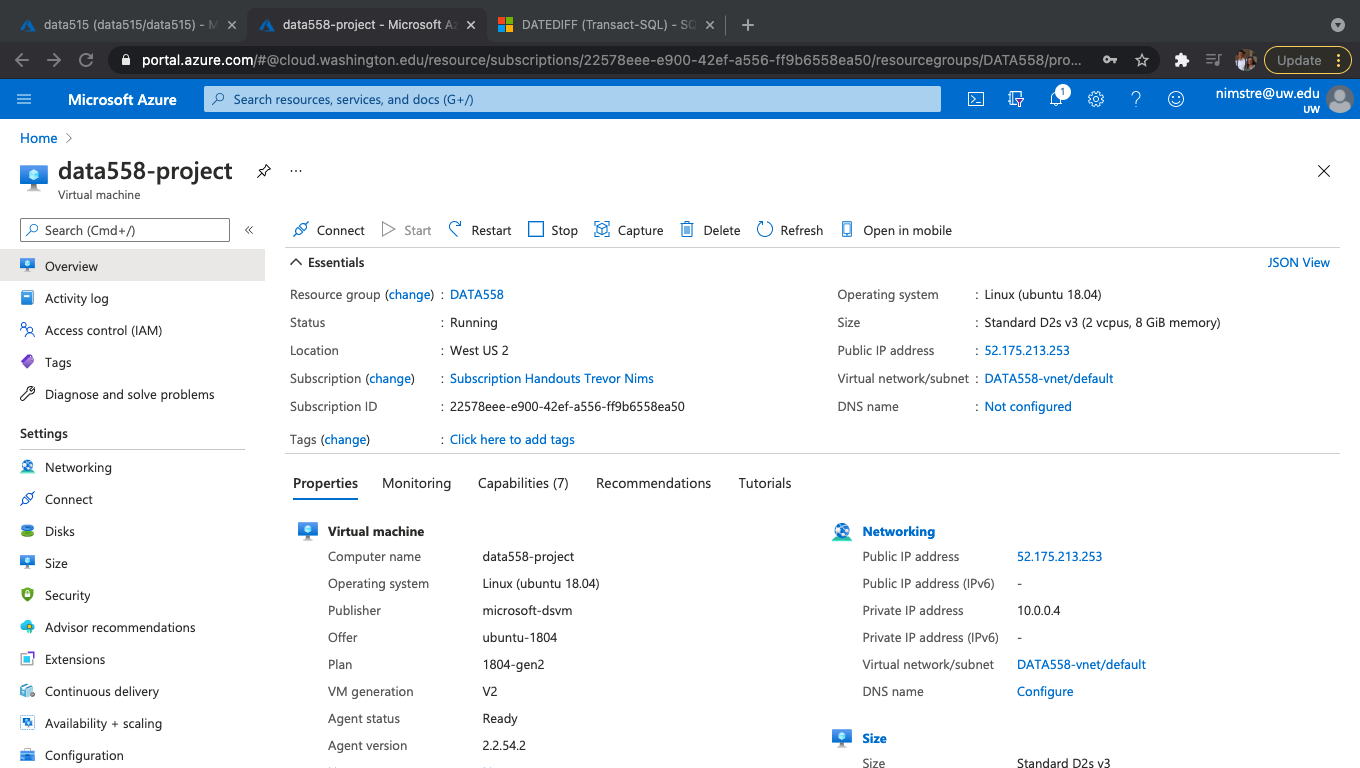 data515 (data515/data515) - M
data558-project - Microsoft Az
DATEDIFF (Transact-SQL) - SQ
portal.azure.com/#@cloud.washington.edu/resource/subscriptions/22578eee-e900-42ef-a556-ff9b6558ea50/resourcegroups/DATA558/pro...
Update
Microsoft Azure
Search resources, services, and docs (G+/)
1
nimstre@uw.edu
UW
Home
data558-project
Virtual machine
Search (Cmd+/)
Connect Start Restart Stop Capture Delete Refresh Open in mobile
Overview
Activity log
Access control (IAM)
Tags
Diagnose and solve problems
Settings
Networking
Connect
Disks
Size
Security
Advisor recommendations
Extensions
Continuous delivery
Availability + scaling
Configuration
Essentials
JSON View
Resource group (change) : DATA558
Status : Running
Location : West US 2
Subscription (change) : Subscription Handouts Trevor Nims
Subscription ID : 22578eee-e900-42ef-a556-ff9b6558ea50
Tags (change) : Click here to add tags
Operating system : Linux (ubuntu 18.04)
Size : Standard D2s v3 (2 vcpus, 8 GiB memory)
Public IP address : 52.175.213.253
Virtual network/subnet : DATA558-vnet/default
DNS name : Not configured
Properties Monitoring Capabilities (7) Recommendations Tutorials
Virtual machine
Computer name data558-project
Operating system Linux (ubuntu 18.04)
Publisher microsoft-dsvm
Offer ubuntu-1804
Plan 1804-gen2
VM generation V2
Agent status Ready
Agent version 2.2.54.2
Networking
Public IP address 52.175.213.253
Public IP address (IPv6) -
Private IP address 10.0.0.4
Private IP address (IPv6) -
Virtual network/subnet DATA558-vnet/default
DNS name Configure
Size
Size Standard D2s v3